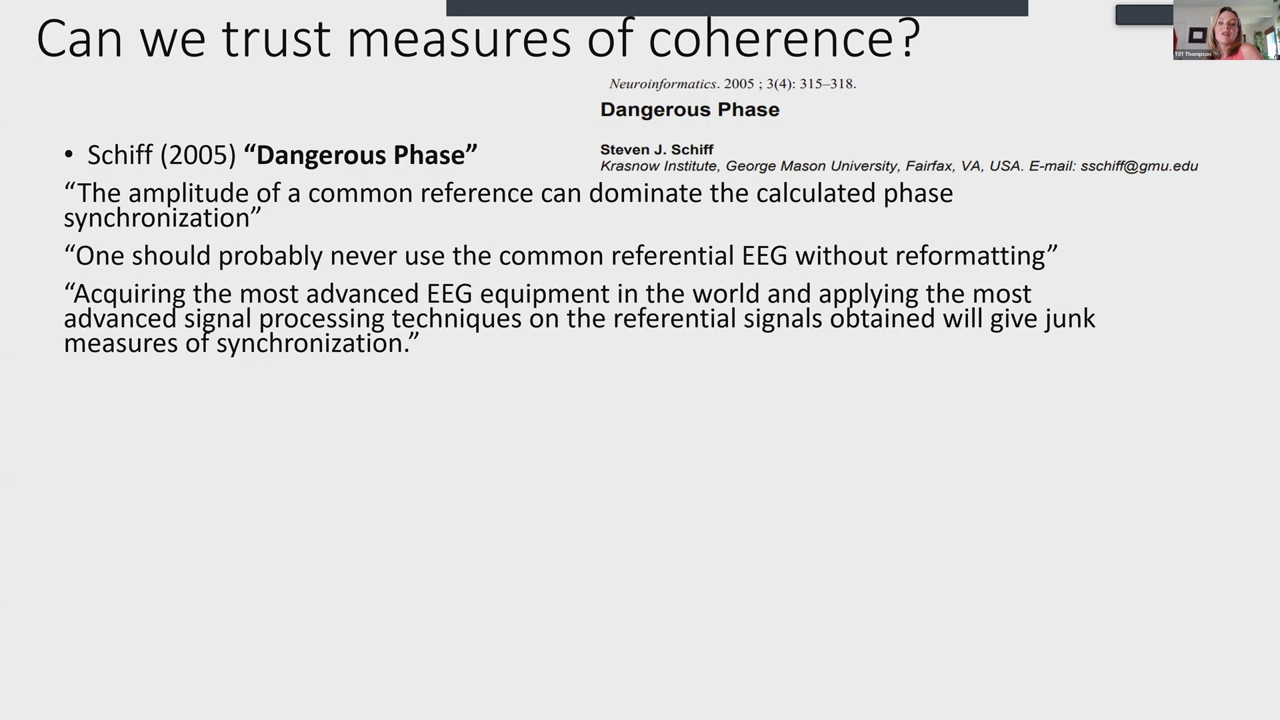 Can we trust measures of coherence?
Tiff Thompson
Neuroinformatics. 2005 ; 3(4): 315–318.
Dangerous Phase
Steven J. Schiff
Krasnow Institute, George Mason University, Fairfax, VA, USA. E-mail: sschiff@gmu.edu
• Schiff (2005) “Dangerous Phase”
“The amplitude of a common reference can dominate the calculated phase
synchronization”
“One should probably never use the common referential EEG without reformatting”
“Acquiring the most advanced EEG equipment in the world and applying the most
advanced signal processing techniques on the referential signals obtained will give junk
measures of synchronization.”